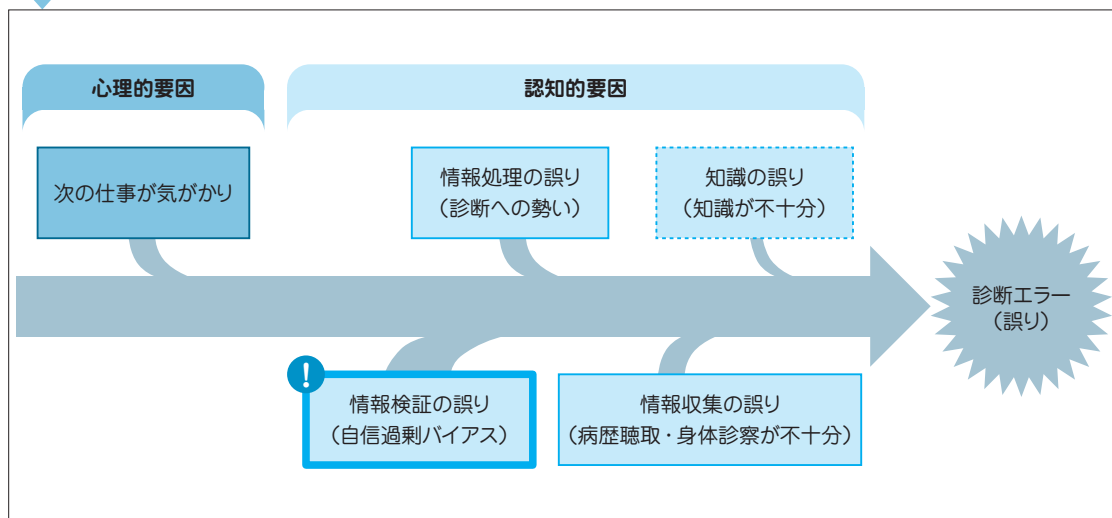 心理的要因
認知的要因
次の仕事が気がかり
情報処理の誤り
（診断への勢い）
知識の誤り
（知識が不十分）
診断エラー
（誤り）
!
情報検証の誤り
（自信過剰バイアス）
情報収集の誤り
（病歴聴取・身体診察が不十分）